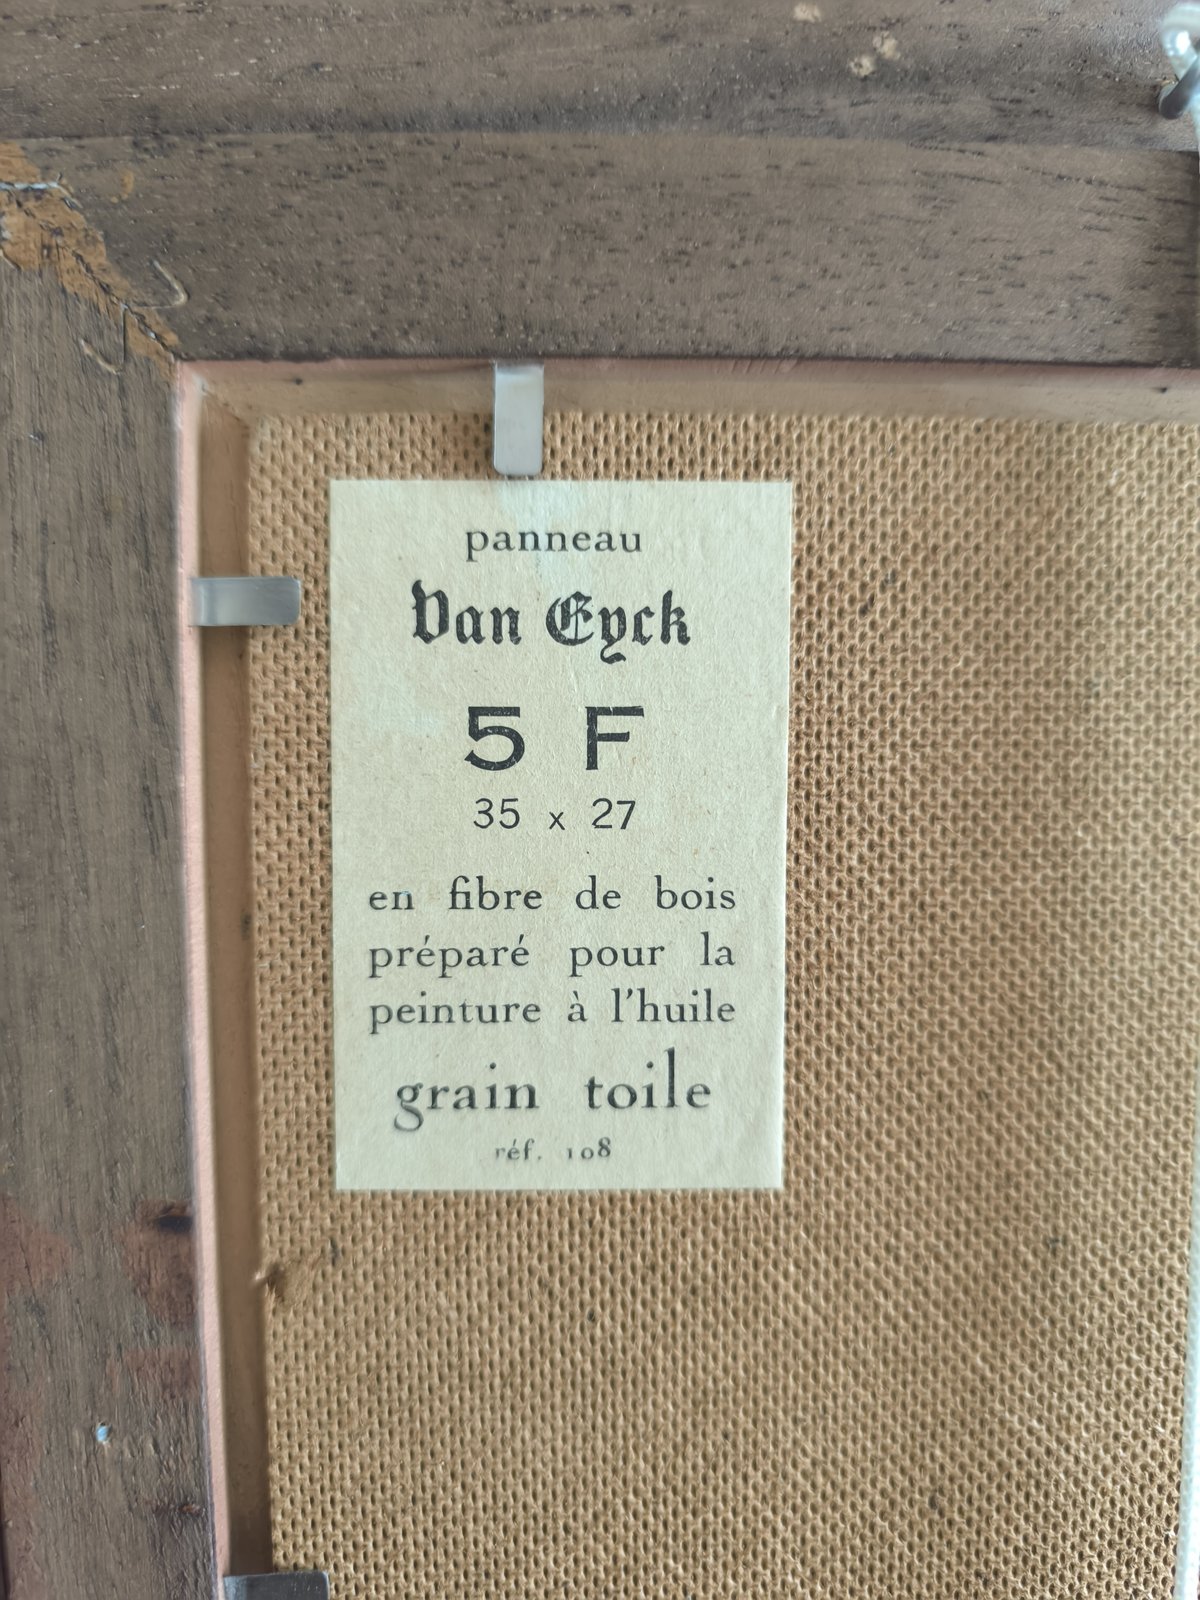 panneau
Van Eyck
5 F
35 x 27
en fibre de bois
préparé pour la
peinture à l'huile
grain toile
réf. 108